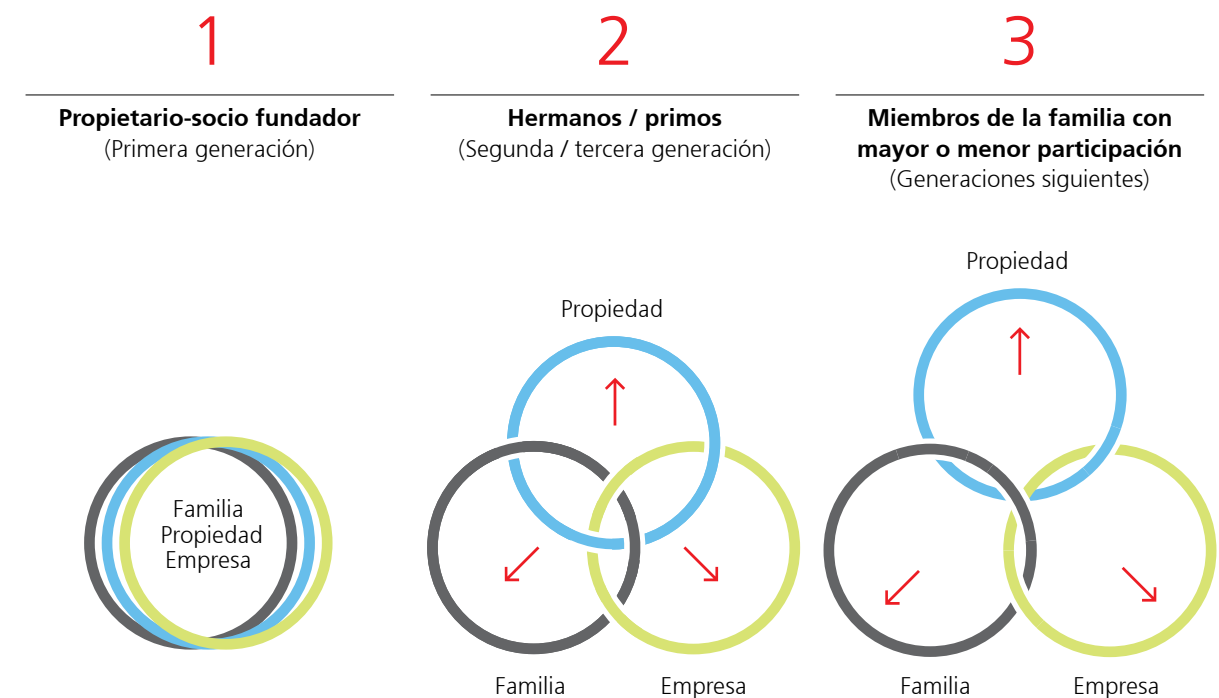 1
Propietario-socio fundador
(Primera generación)
Familia
Propiedad
Empresa
2
Hermanos / primos
(Segunda / tercera generación)
Propiedad
Familia
Empresa
3
Miembros de la familia con
mayor o menor participación
(Generaciones siguientes)
Propiedad
Familia
Empresa